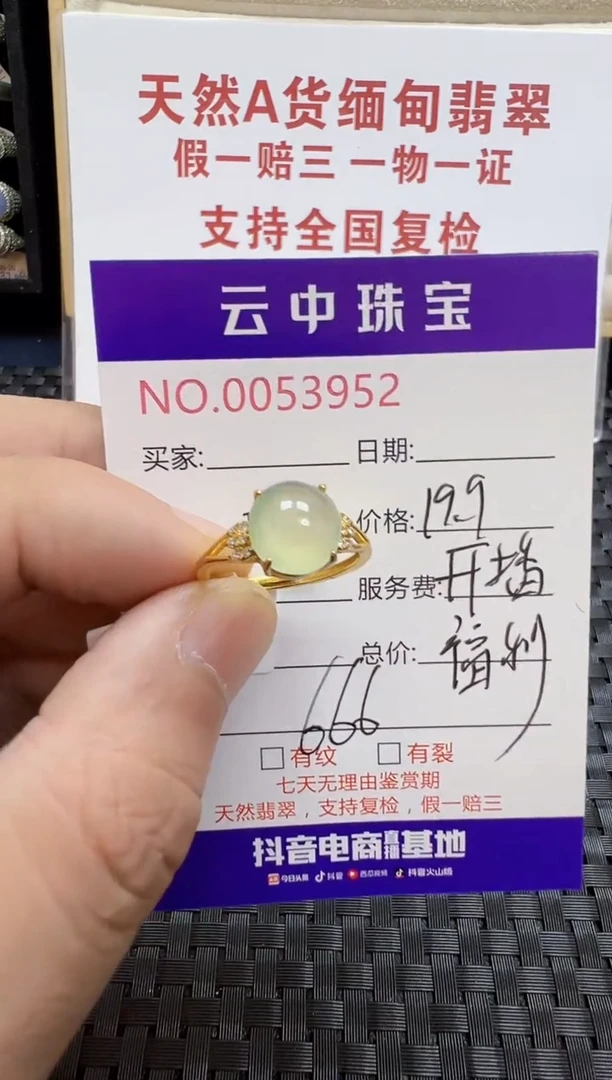 天然A货缅甸翡翠
假一赔三 一物一证
支持全国复检
云中珠宝
NO.0053952
买家: 日期:
价格: 19.9
服务费: 开播
总价: 福利
666
有纹 有裂
七天无理由鉴赏期
天然翡翠，支持复检，假一赔三
抖音电商直播基地
今日头条 抖音 西瓜视频 抖音火山版